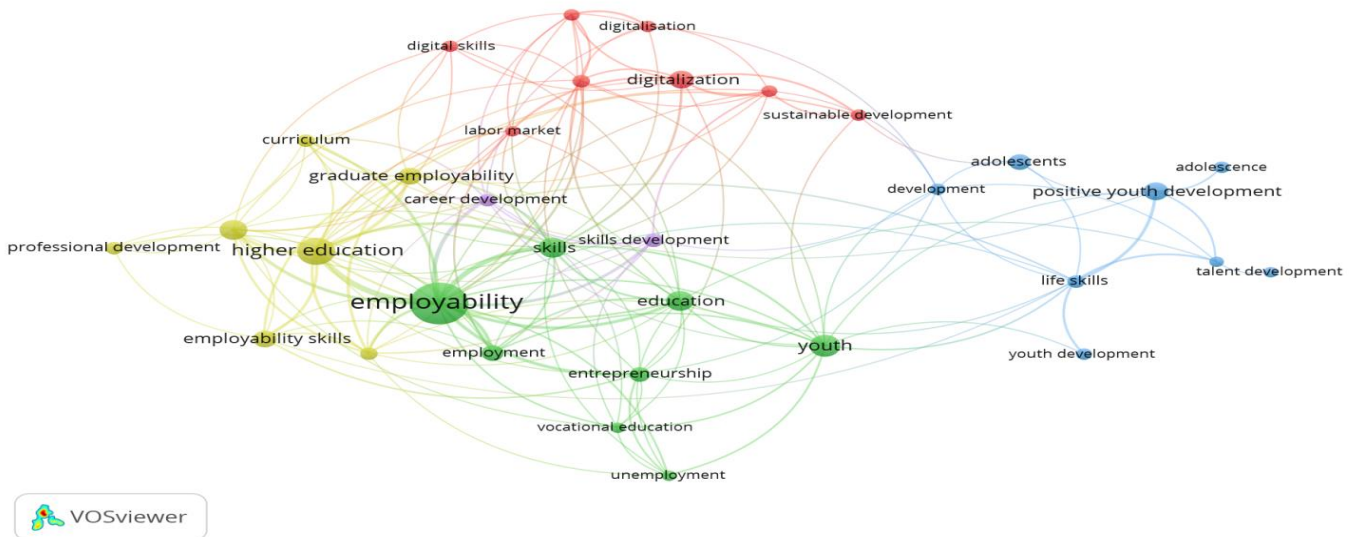 digitalisation
digital skills
digitalization
sustainable development
labor market
curriculum
adolescents
adolescence
graduate employability
development
positive youth development
career development
professional development
higher education
skills
skills development
talent development
life skills
employability
education
employability skills
employment
youth
youth development
entrepreneurship
vocational education
unemployment
VOSviewer